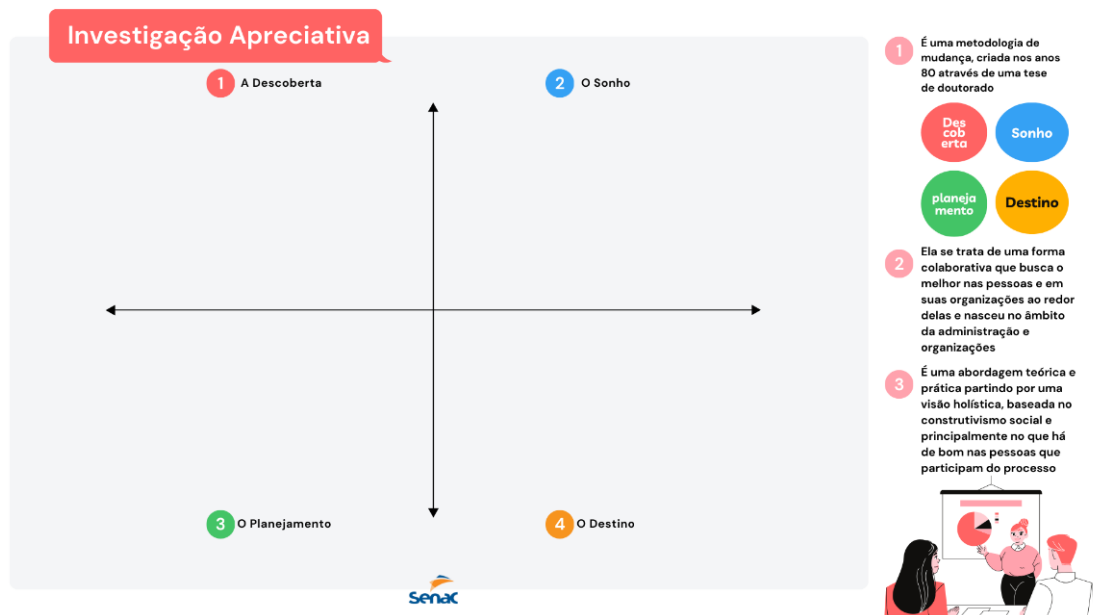 Investigação Apreciativa
1 A Descoberta
2 O Sonho
3 O Planejamento
4 O Destino
senac
1 É uma metodologia de
mudança, criada nos anos
80 através de uma tese
de doutorado
Des
cob
erta
Sonho
planeja
mento
Destino
2 Ela se trata de uma forma
colaborativa que busca o
melhor nas pessoas e em
suas organizações ao redor
delas e nasceu no âmbito
da administração e
organizações
3 É uma abordagem teórica e
prática partindo por uma
visão holística, baseada no
construtivismo social e
principalmente no que há
de bom nas pessoas que
participam do processo